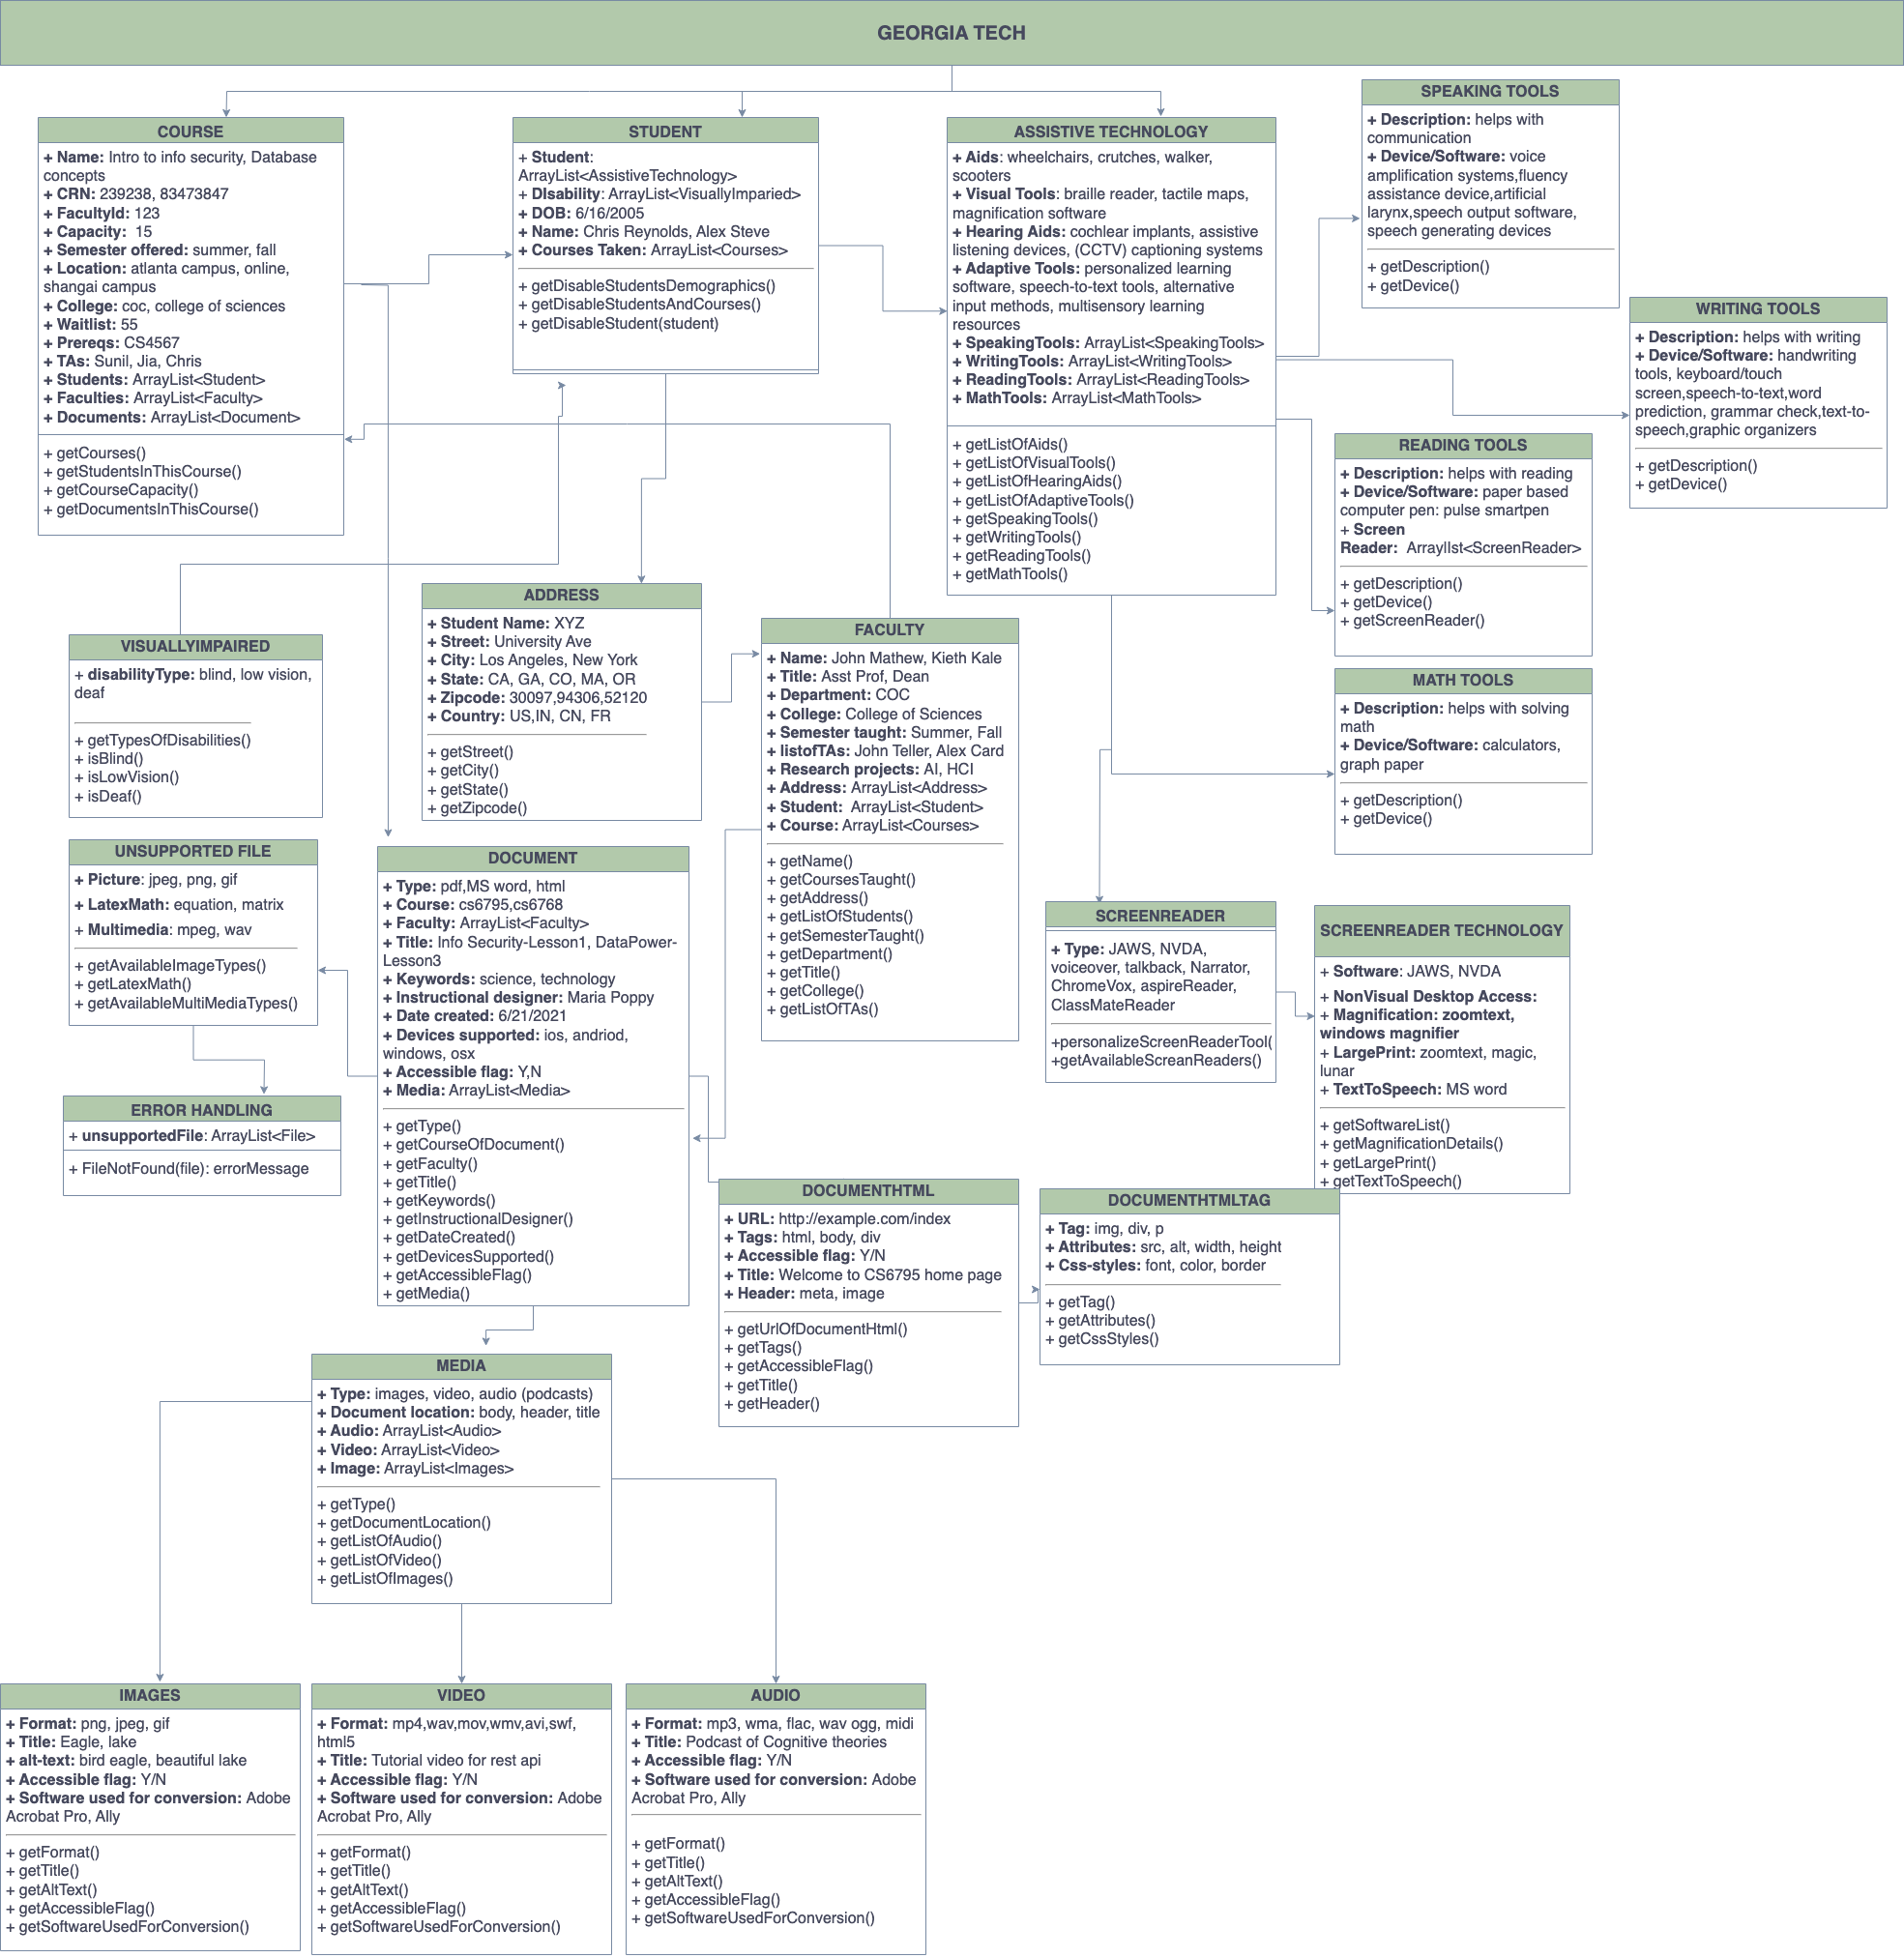 GEORGIA TECH
COURSE
+ Name: Intro to info security, Database
concepts
+ CRN: 239238, 83473847
+ FacultyId: 123
+ Capacity:  15
+ Semester offered: summer, fall
+ Location: atlanta campus, online,
shangai campus
+ College: coc, college of sciences
+ Waitlist: 55
+ Prereqs: CS4567
+ TAs: Sunil, Jia, Chris
+ Students: ArrayList<Student>
+ Faculties: ArrayList<Faculty>
+ Documents: ArrayList<Document>
+ getCourses()
+ getStudentsInThisCourse()
+ getCourseCapacity()
+ getDocumentsInThisCourse()
STUDENT
+ Student:
ArrayList<AssistiveTechnology>
+ DIsability: ArrayList<VisuallyImparied>
+ DOB: 6/16/2005
+ Name: Chris Reynolds, Alex Steve
+ Courses Taken: ArrayList<Courses>
+ getDisableStudentsDemographics()
+ getDisableStudentsAndCourses()
+ getDisableStudent(student)
ASSISTIVE TECHNOLOGY
+ Aids: wheelchairs, crutches, walker,
scooters
+ Visual Tools: braille reader, tactile maps,
magnification software
+ Hearing Aids: cochlear implants, assistive
listening devices, (CCTV) captioning systems
+ Adaptive Tools: personalized learning
software, speech-to-text tools, alternative
input methods, multisensory learning
resources
+ SpeakingTools: ArrayList<SpeakingTools>
+ WritingTools: ArrayList<WritingTools>
+ ReadingTools: ArrayList<ReadingTools>
+ MathTools: ArrayList<MathTools>
+ getListOfAids()
+ getListOfVisualTools()
+ getListOfHearingAids()
+ getListOfAdaptiveTools()
+ getSpeakingTools()
+ getWritingTools()
+ getReadingTools()
+ getMathTools()
SPEAKING TOOLS
+ Description: helps with
communication
+ Device/Software: voice
amplification systems,fluency
assistance device,artificial
larynx,speech output software,
speech generating devices
+ getDescription()
+ getDevice()
WRITING TOOLS
+ Description: helps with writing
+ Device/Software: handwriting
tools, keyboard/touch
screen,speech-to-text,word
prediction, grammar check,text-to-
speech,graphic organizers
+ getDescription()
+ getDevice()
READING TOOLS
+ Description: helps with reading
+ Device/Software: paper based
computer pen: pulse smartpen
+ Screen
Reader:  ArraylIst<ScreenReader>
+ getDescription()
+ getDevice()
+ getScreenReader()
MATH TOOLS
+ Description: helps with solving
math
+ Device/Software: calculators,
graph paper
+ getDescription()
+ getDevice()
ADDRESS
+ Student Name: XYZ
+ Street: University Ave
+ City: Los Angeles, New York
+ State: CA, GA, CO, MA, OR
+ Zipcode: 30097,94306,52120
+ Country: US,IN, CN, FR
+ getStreet()
+ getCity()
+ getState()
+ getZipcode()
FACULTY
+ Name: John Mathew, Kieth Kale
+ Title: Asst Prof, Dean
+ Department: COC
+ College: College of Sciences
+ Semester taught: Summer, Fall
+ listofTAs: John Teller, Alex Card
+ Research projects: AI, HCI
+ Address: ArrayList<Address>
+ Student:  ArrayList<Student>
+ Course: ArrayList<Courses>
+ getName()
+ getCoursesTaught()
+ getAddress()
+ getListOfStudents()
+ getSemesterTaught()
+ getDepartment()
+ getTitle()
+ getCollege()
+ getListOfTAs()
VISUALLYIMPAIRED
+ disabilityType: blind, low vision,
deaf
+ getTypesOfDisabilities()
+ isBlind()
+ isLowVision()
+ isDeaf()
UNSUPPORTED FILE
+ Picture: jpeg, png, gif
+ LatexMath: equation, matrix
+ Multimedia: mpeg, wav
+ getAvailableImageTypes()
+ getLatexMath()
+ getAvailableMultiMediaTypes()
ERROR HANDLING
+ unsupportedFile: ArrayList<File>
+ FileNotFound(file): errorMessage
DOCUMENT
+ Type: pdf,MS word, html
+ Course: cs6795,cs6768
+ Faculty: ArrayList<Faculty>
+ Title: Info Security-Lesson1, DataPower-
Lesson3
+ Keywords: science, technology
+ Instructional designer: Maria Poppy
+ Date created: 6/21/2021
+ Devices supported: ios, andriod,
windows, osx
+ Accessible flag: Y,N
+ Media: ArrayList<Media>
+ getType()
+ getCourseOfDocument()
+ getFaculty()
+ getTitle()
+ getKeywords()
+ getInstructionalDesigner()
+ getDateCreated()
+ getDevicesSupported()
+ getAccessibleFlag()
+ getMedia()
SCREENREADER
+ Type: JAWS, NVDA,
voiceover, talkback, Narrator,
ChromeVox, aspireReader,
ClassMateReader
+personalizeScreenReaderTool(
+getAvailableScreanReaders()
SCREENREADER TECHNOLOGY
+ Software: JAWS, NVDA
+ NonVisual Desktop Access:
+ Magnification: zoomtext,
windows magnifier
+ LargePrint: zoomtext, magic,
lunar
+ TextToSpeech: MS word
+ getSoftwareList()
+ getMagnificationDetails()
+ getLargePrint()
+ getTextToSpeech()
DOCUMENTHTML
+ URL: http://example.com/index
+ Tags: html, body, div
+ Accessible flag: Y/N
+ Title: Welcome to CS6795 home page
+ Header: meta, image
+ getUrlOfDocumentHtml()
+ getTags()
+ getAccessibleFlag()
+ getTitle()
+ getHeader()
DOCUMENTHTMLTAG
+ Tag: img, div, p
+ Attributes: src, alt, width, height
+ Css-styles: font, color, border
+ getTag()
+ getAttributes()
+ getCssStyles()
MEDIA
+ Type: images, video, audio (podcasts)
+ Document location: body, header, title
+ Audio: ArrayList<Audio>
+ Video: ArrayList<Video>
+ Image: ArrayList<Images>
+ getType()
+ getDocumentLocation()
+ getListOfAudio()
+ getListOfVideo()
+ getListOfImages()
IMAGES
+ Format: png, jpeg, gif
+ Title: Eagle, lake
+ alt-text: bird eagle, beautiful lake
+ Accessible flag: Y/N
+ Software used for conversion: Adobe
Acrobat Pro, Ally
+ getFormat()
+ getTitle()
+ getAltText()
+ getAccessibleFlag()
+ getSoftwareUsedForConversion()
VIDEO
+ Format: mp4,wav,mov,wmv,avi,swf,
html5
+ Title: Tutorial video for rest api
+ Accessible flag: Y/N
+ Software used for conversion: Adobe
Acrobat Pro, Ally
+ getFormat()
+ getTitle()
+ getAltText()
+ getAccessibleFlag()
+ getSoftwareUsedForConversion()
AUDIO
+ Format: mp3, wma, flac, wav ogg, midi
+ Title: Podcast of Cognitive theories
+ Accessible flag: Y/N
+ Software used for conversion: Adobe
Acrobat Pro, Ally
+ getFormat()
+ getTitle()
+ getAltText()
+ getAccessibleFlag()
+ getSoftwareUsedForConversion()